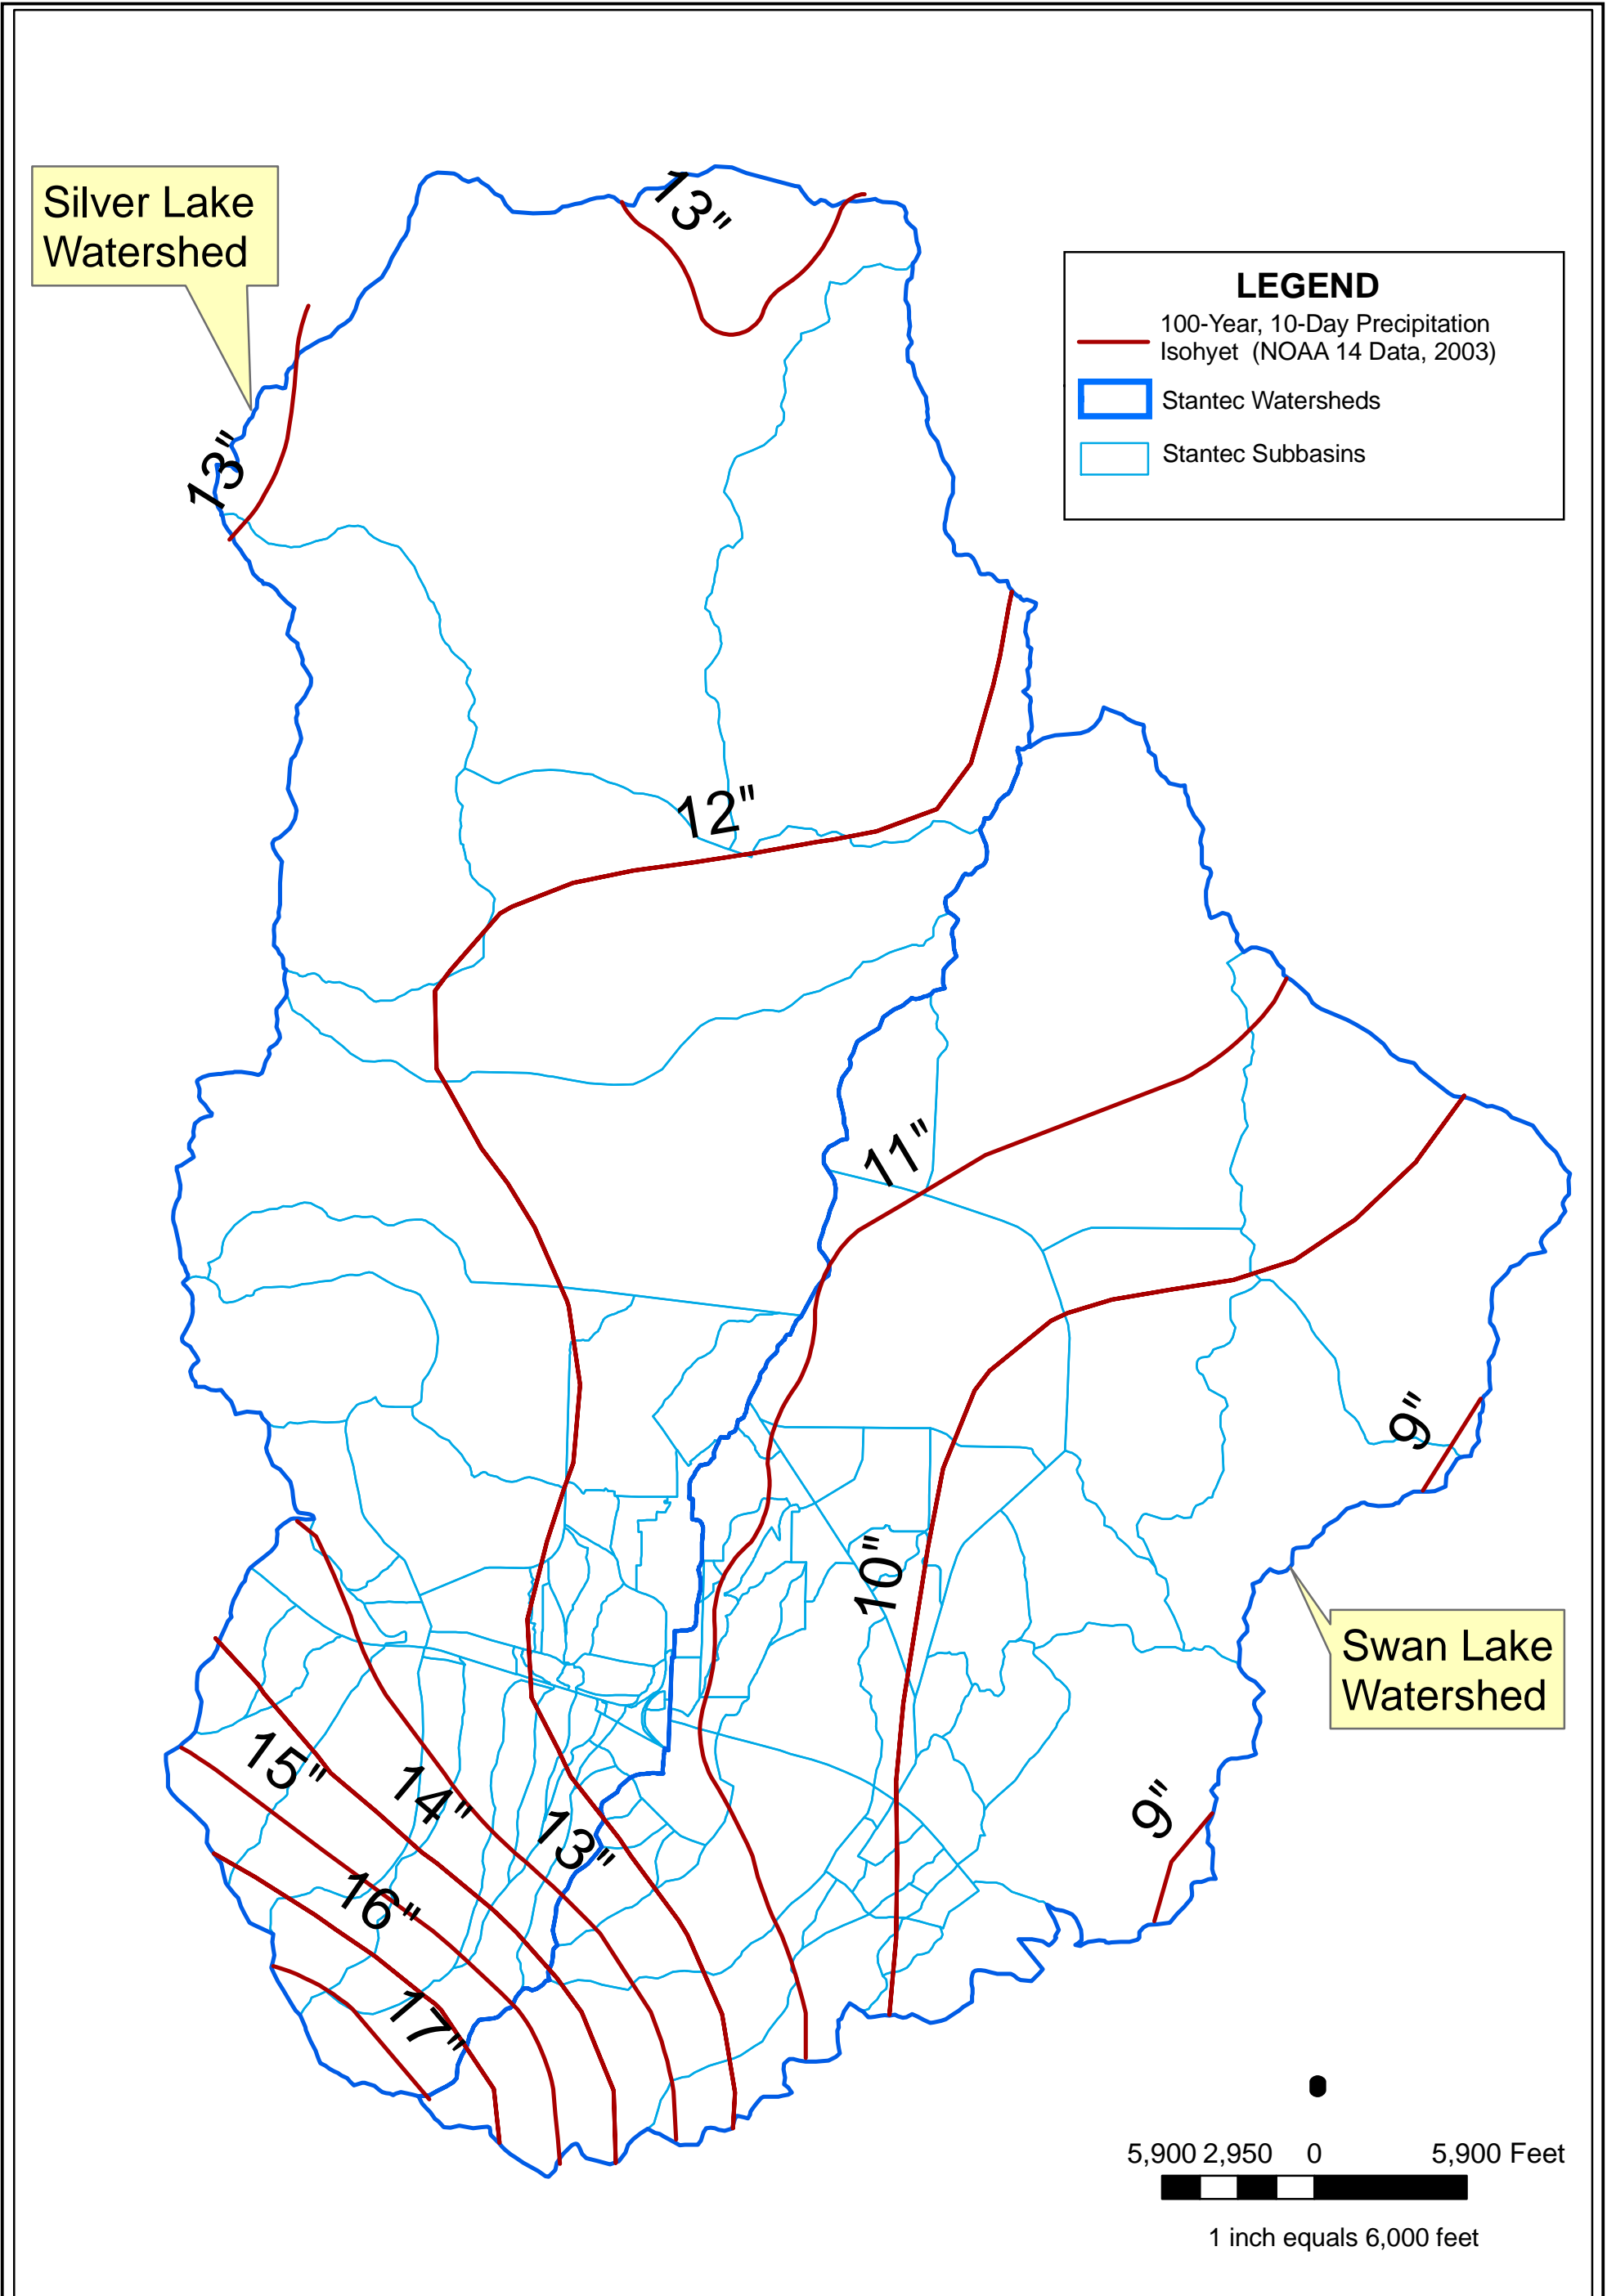 Silver Lake
Watershed
13"
LEGEND
100-Year, 10-Day Precipitation
Isohyet (NOAA 14 Data, 2003)
Stantec Watersheds
Stantec Subbasins
13"
12"
11"
9"
10"
Swan Lake
Watershed
15"
14"
13"
9"
16"
17"
5,900 2,950 0 5,900 Feet
1 inch equals 6,000 feet